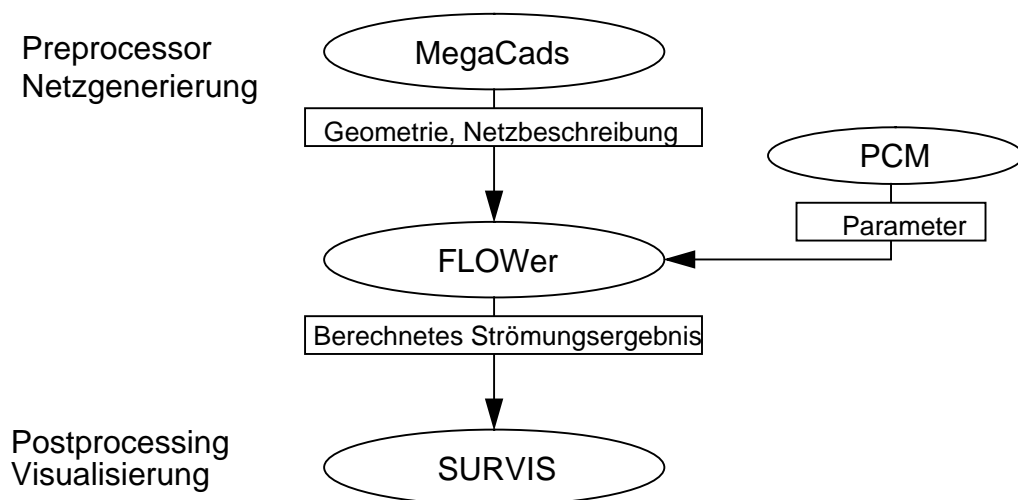 Preprocessor
Netzgenerierung
MegaCads
Geometrie, Netzbeschreibung
PCM
Parameter
FLOWer
Berechnetes Strömungsergebnis
Postprocessing
Visualisierung
SURVIS